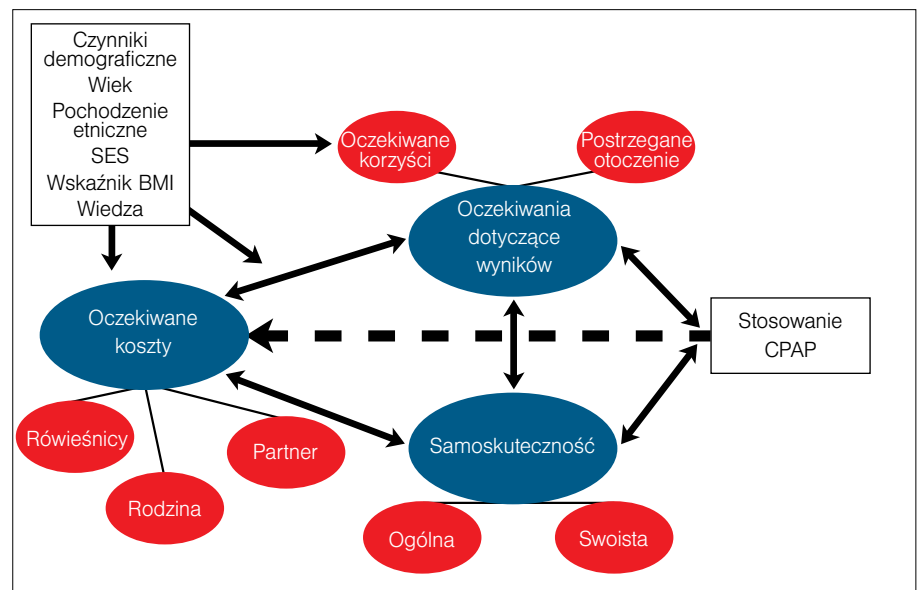 Czynniki
demograficzne
Wiek
Pochodzenie
etniczne
SES
Wskaźnik BMI
Wiedza
Oczekiwane
korzyści
Postrzegane
otoczenie
Oczekiwania
dotyczące
wyników
Oczekiwane
koszty
Stosowanie
CPAP
Rówieśnicy
Partner
Rodzina
Samoskuteczność
Ogólna
Swoista